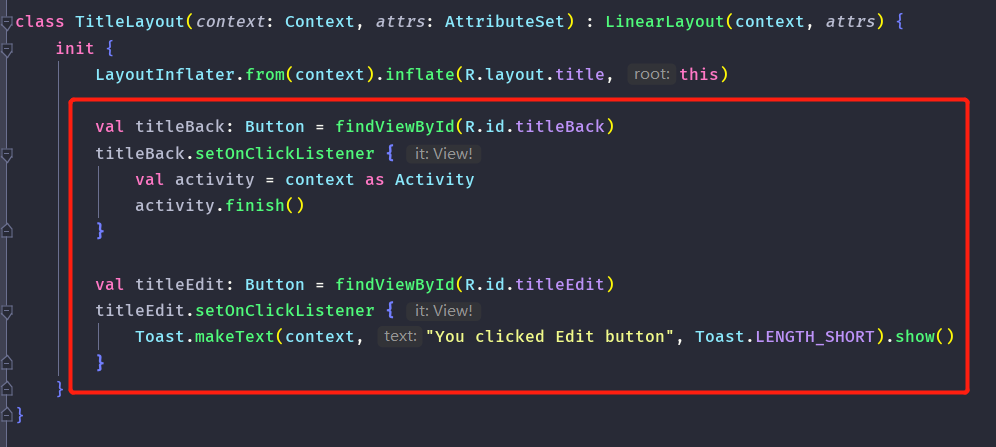 class TitleLayout(context: Context, attrs: AttributeSet) : LinearLayout(context, attrs) {
    init {
        LayoutInflater.from(context).inflate(R.layout.title, root: this)

        val titleBack: Button = findViewById(R.id.titleBack)
        titleBack.setOnClickListener { it: View!
            val activity = context as Activity
            activity.finish()
        }

        val titleEdit: Button = findViewById(R.id.titleEdit)
        titleEdit.setOnClickListener { it: View!
            Toast.makeText(context, text: "You clicked Edit button", Toast.LENGTH_SHORT).show()
        }
    }
}